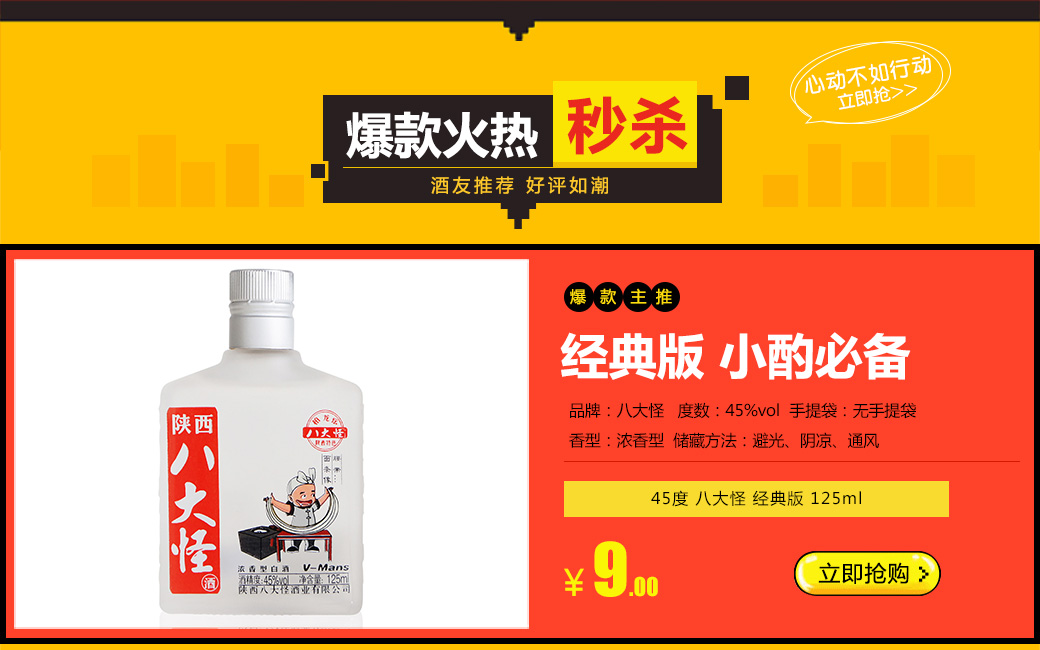 心动不如行动
立即抢>>
爆款火热 秒杀
酒友推荐 好评如潮
爆款主推
经典版 小酌必备
品牌：八大怪 度数：45%vol 手提袋：无手提袋
香型：浓香型 储藏方法：避光、阴凉、通风
45度 八大怪 经典版 125ml
¥ 9.00
立即抢购
陕西
八大怪
酒
八大怪
面条像
浓香型白酒 V-Mans
酒精度:45%vol 净含量:125ml
陕西八大怪酒业有限公司